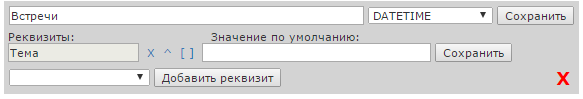 Встречи DATETIME Сохранить
Реквизиты: Значение по умолчанию:
Тема X ^ [ ] Сохранить
Добавить реквизит X